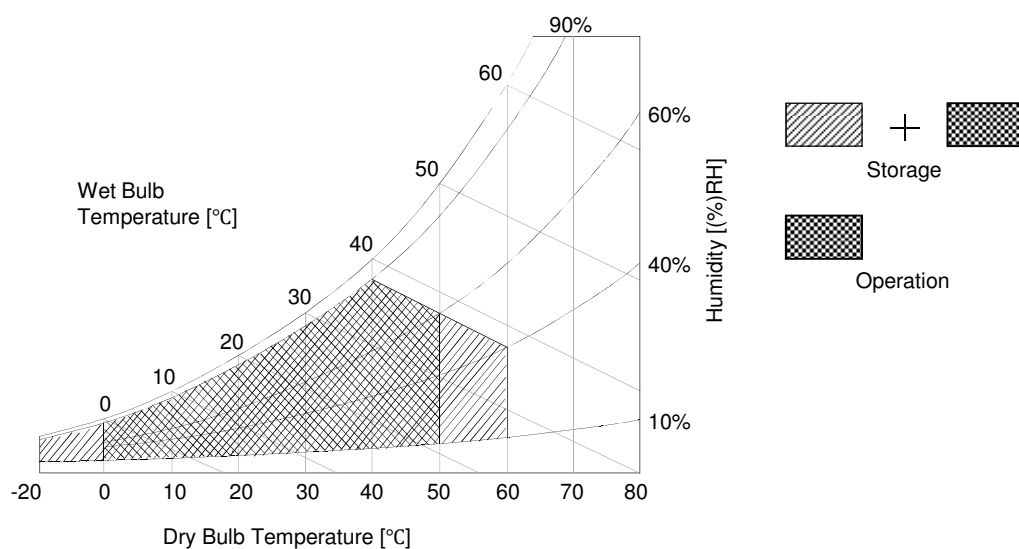 90%
60
60%
50
Wet Bulb
Temperature [℃]
Storage
40
40%
Humidity [(%)RH]
Operation
30
20
10
0
10%
-20 0 10 20 30 40 50 60 70 80
Dry Bulb Temperature [℃]